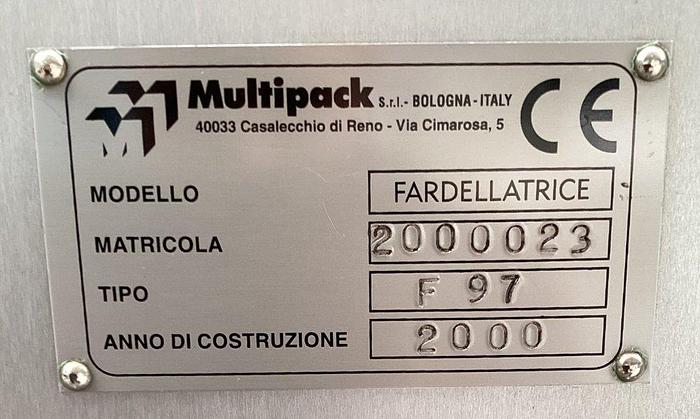 Multipack S.r.l.- BOLOGNA-ITALY
40033 Casalecchio di Reno - Via Cimarosa, 5
CE
MODELLO FARDELLATRICE
MATRICOLA 2000023
TIPO F 97
ANNO DI COSTRUZIONE 2000